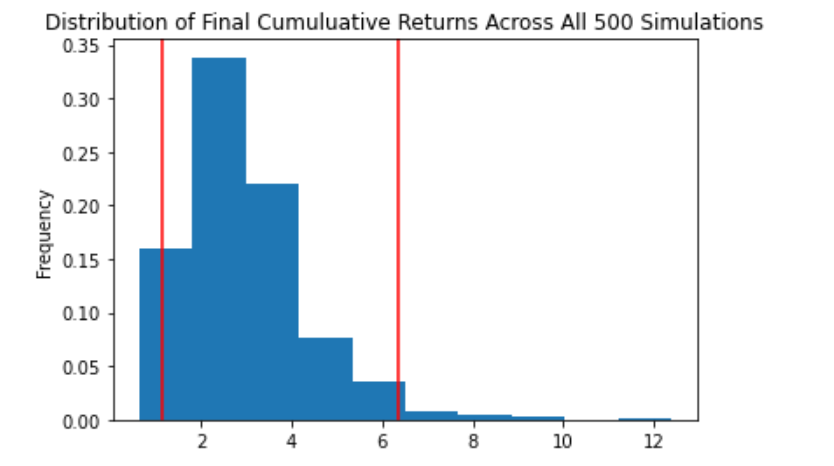 Distribution of Final Cumuluative Returns Across All 500 Simulations
0.35
0.30
0.25
0.20
0.15
0.10
0.05
0.00
Frequency
2 4 6 8 10 12